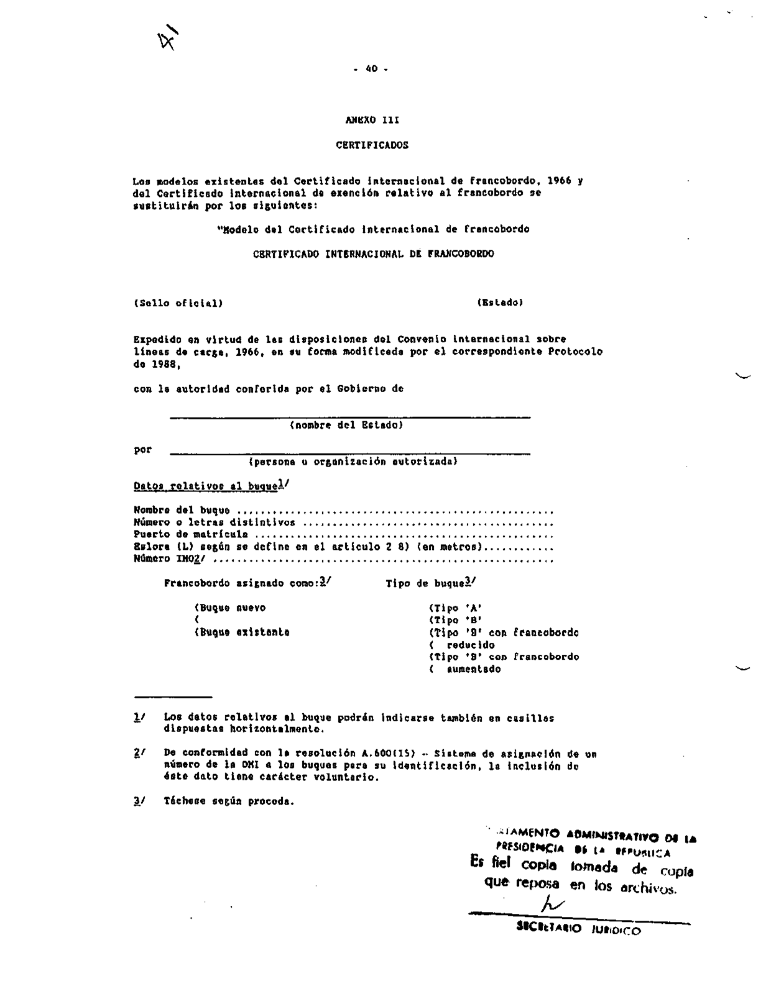 41
- 40 -
ANEXO III
CERTIFICADOS
Los modelos existentes del Certificado internacional de francobordo, 1966 y
del Certificado internacional de exención relativo al francobordo se
sustituirán por los siguientes:
"Modelo del Certificado internacional de francobordo
CERTIFICADO INTERNACIONAL DE FRANCOBORDO
(Sello oficial) (Estado)
Expedido en virtud de las disposiciones del Convenio internacional sobre
líneas de carga, 1966, en su forma modificada por el correspondiente Protocolo
de 1988,
con la autoridad conferida por el Gobierno de
(nombre del Estado)
por
(persona u organización autorizada)
Datos relativos al buque1/
Nombre del buque .....................................................
Número o letras distintivos ..........................................
Puerto de matrícula ..................................................
Eslora (L) según se define en el artículo 2 8) (en metros)............
Número IMO2/ .........................................................
Francobordo asignado como:3/ Tipo de buque3/
(Buque nuevo (Tipo 'A'
( (Tipo 'B'
(Buque existente (Tipo 'B' con francobordo
( reducido
(Tipo 'B' con francobordo
( aumentado
1/ Los datos relativos al buque podrán indicarse también en casillas
dispuestas horizontalmente.
2/ De conformidad con la resolución A.600(15) - Sistema de asignación de un
número de la OMI a los buques para su identificación, la inclusión de
éste dato tiene carácter voluntario.
3/ Táchese según proceda.
TAMENTO ADMINISTRATIVO DE LA
PRESIDENCIA DE LA REPUBLICA
Es fiel copia tomada de copia
que reposa en los archivos.
SECRETARIO JURIDICO